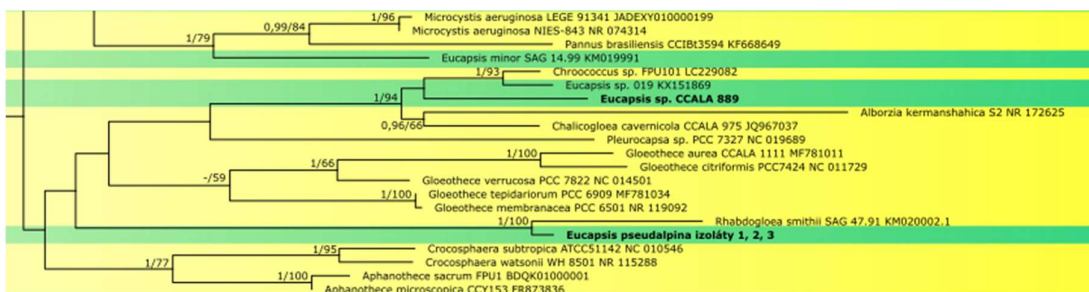 1/96
Microcystis aeruginosa LEGE 91341 JADEXY010000199
0,99/84
Microcystis aeruginosa NIES-843 NR 074314
1/79
Pannus brasiliensis CCIBt3594 KF668649
Eucapsis minor SAG 14.99 KM019991
1/93
Chroococcus sp. FPU101 LC229082
Eucapsis sp. 019 KX151869
1/94
Eucapsis sp. CCALA 889
Alborzia kermanshahica S2 NR 172625
0,96/66
Chalicogloea cavernicola CCALA 975 JQ967037
Pleurocapsa sp. PCC 7327 NC 019689
1/100
Gloeothece aurea CCALA 1111 MF781011
1/66
Gloeothece citriformis PCC7424 NC 011729
-/59
Gloeothece verrucosa PCC 7822 NC 014501
1/100
Gloeothece tepidariorum PCC 6909 MF781034
Gloeothece membranacea PCC 6501 NR 119092
1/100
Rhabdogloea smithii SAG 47.91 KM020002.1
Eucapsis pseudalpina izoláty 1, 2, 3
1/95
Crocosphaera subtropica ATCC51142 NC 010546
1/77
Crocosphaera watsonii WH 8501 NR 115288
1/100
Aphanothece sacrum FPU1 BDQK01000001
Aphanothece microscopica CCY153 FR873836